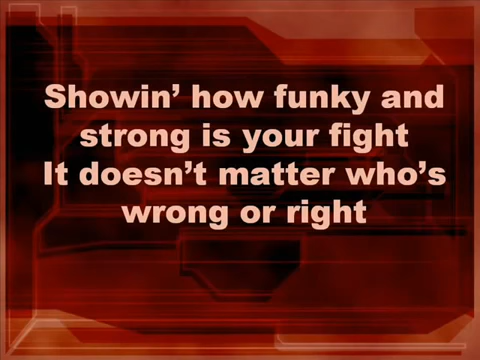 Showin’ how funky and
strong is your fight
It doesn’t matter who’s
wrong or right